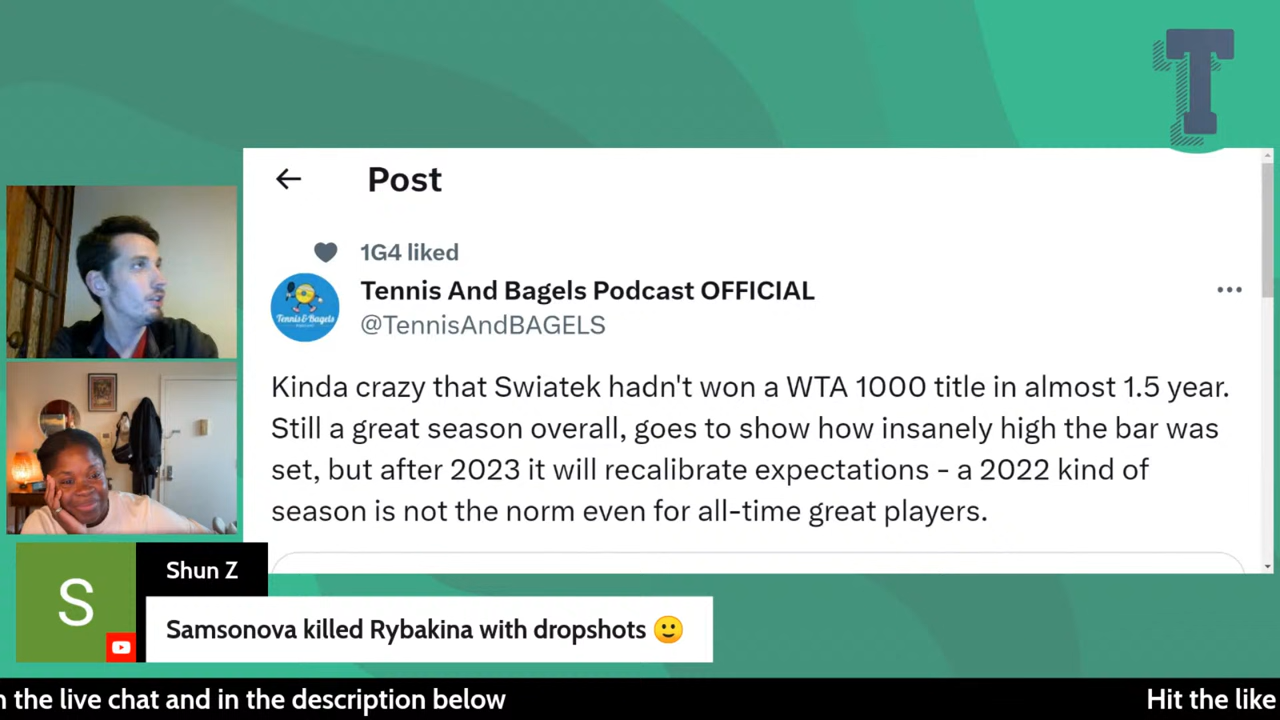 T
Post
1G4 liked
Tennis And Bagels Podcast OFFICIAL
@TennisAndBAGELS
Tennis & Bagels
PODCAST
Kinda crazy that Swiatek hadn't won a WTA 1000 title in almost 1.5 year.
Still a great season overall, goes to show how insanely high the bar was
set, but after 2023 it will recalibrate expectations - a 2022 kind of
season is not the norm even for all-time great players.
S
Shun Z
Samsonova killed Rybakina with dropshots 🙂
n the live chat and in the description below
Hit the like